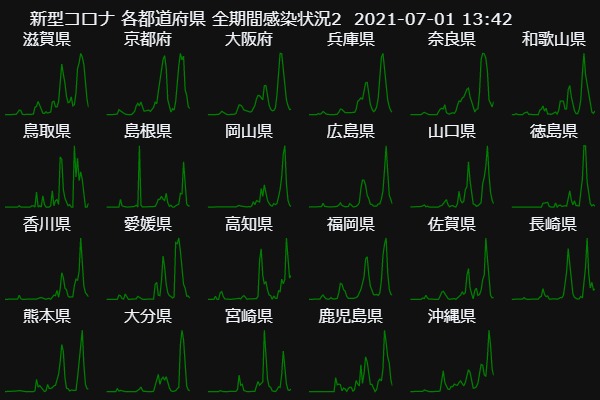 新型コロナ 各都道府県 全期間感染状況2 2021-07-01 13:42
滋賀県 京都府 大阪府 兵庫県 奈良県 和歌山県
鳥取県 島根県 岡山県 広島県 山口県 徳島県
香川県 愛媛県 高知県 福岡県 佐賀県 長崎県
熊本県 大分県 宮崎県 鹿児島県 沖縄県